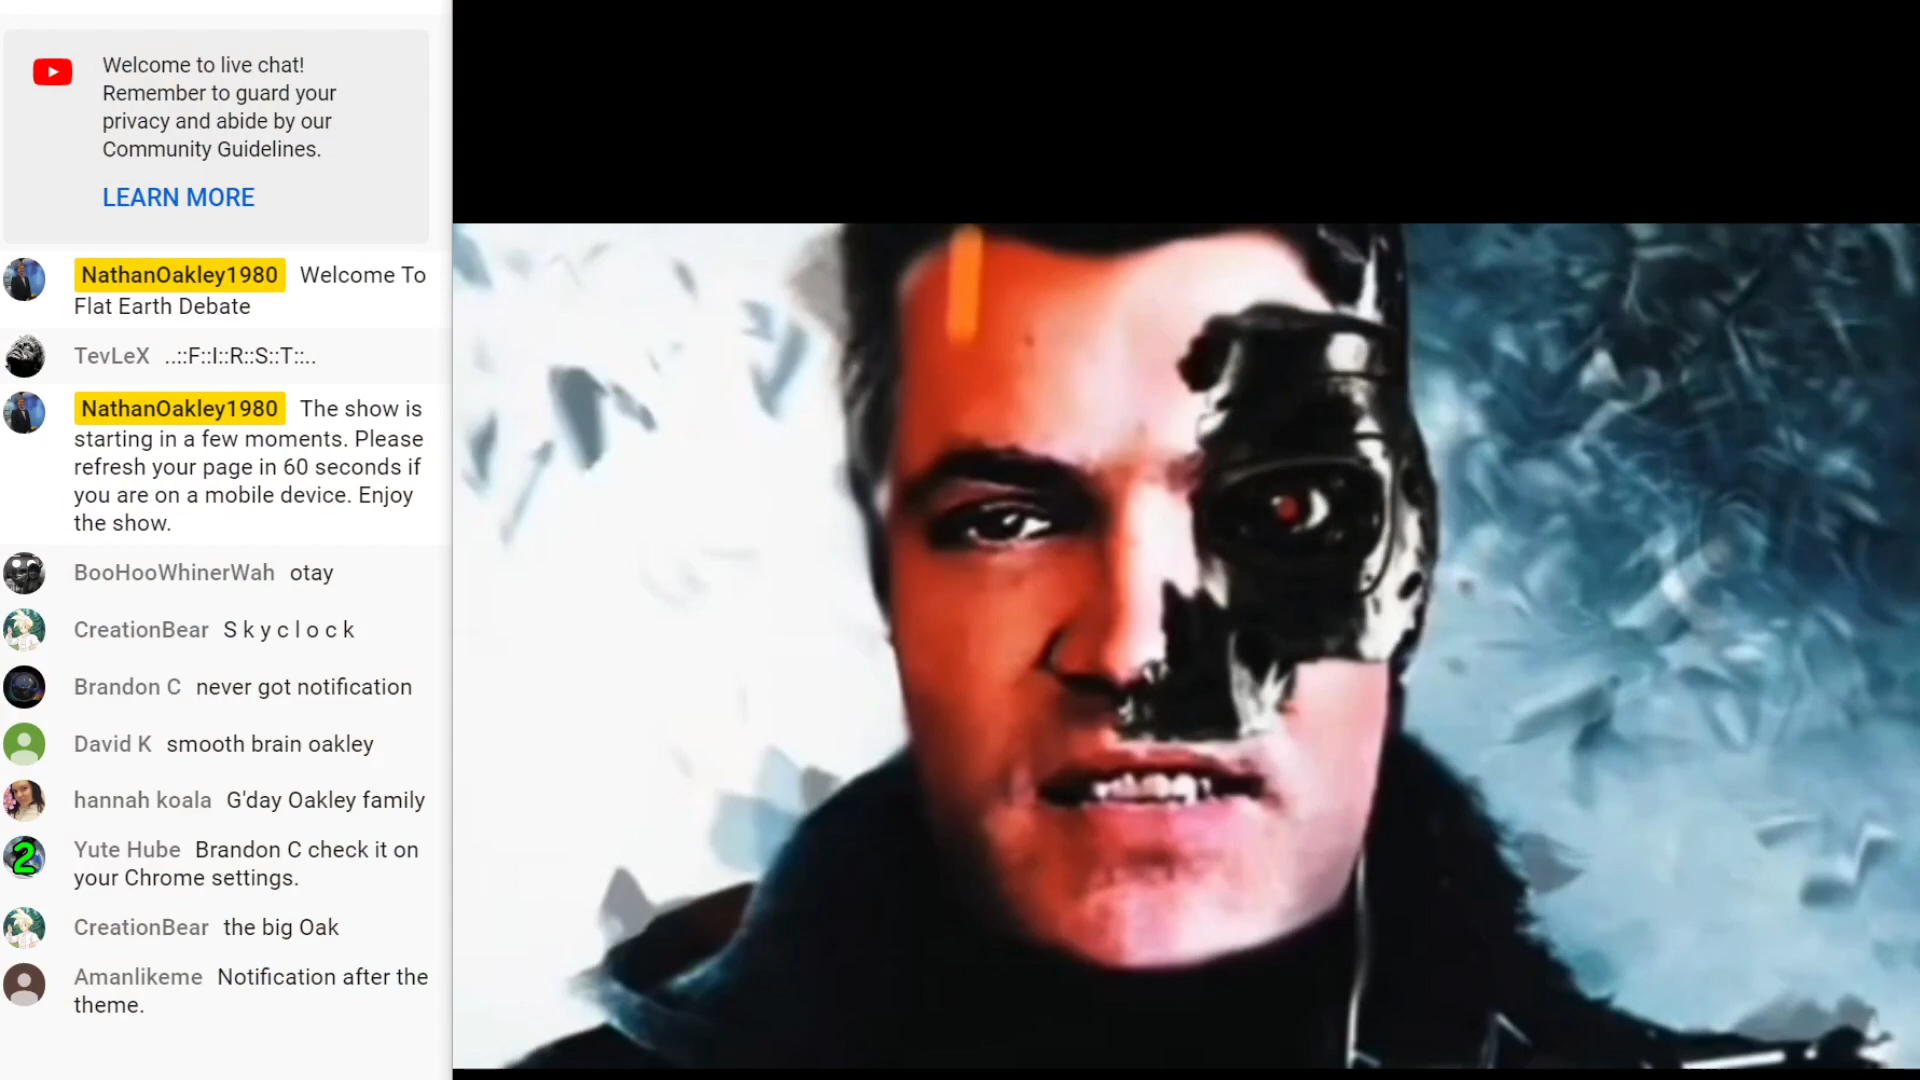 Welcome to live chat!
Remember to guard your
privacy and abide by our
Community Guidelines.
LEARN MORE
NathanOakley1980 Welcome To
Flat Earth Debate
TevLeX ..::F::I::R::S::T::..
NathanOakley1980 The show is
starting in a few moments. Please
refresh your page in 60 seconds if
you are on a mobile device. Enjoy
the show.
BooHooWhinerWah otay
CreationBear S k y c l o c k
Brandon C never got notification
David K smooth brain oakley
hannah koala G'day Oakley family
2
Yute Hube Brandon C check it on
your Chrome settings.
CreationBear the big Oak
Amanlikeme Notification after the
theme.